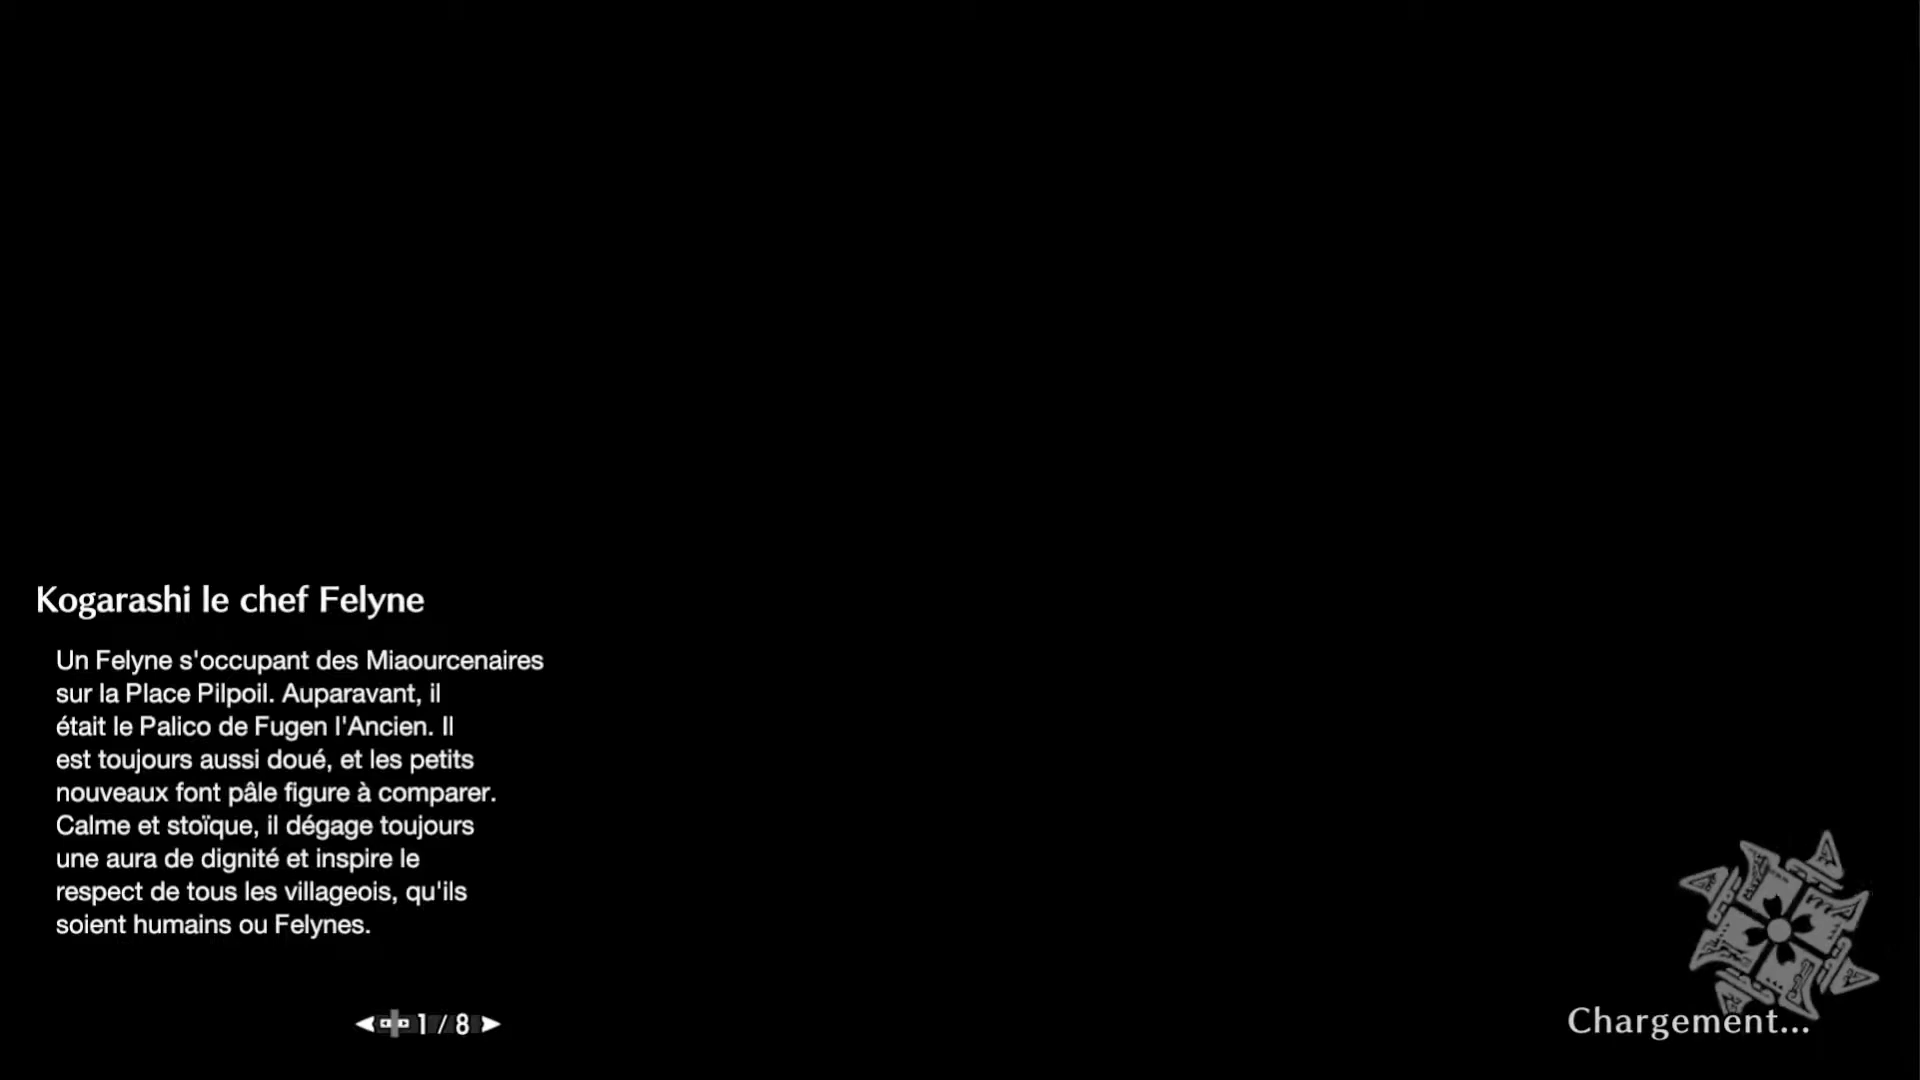 Kogarashi le chef Felyne
Un Felyne s'occupant des Miaourcenaires
sur la Place Pilpoil. Auparavant, il
était le Palico de Fugen l'Ancien. Il
est toujours aussi doué, et les petits
nouveaux font pâle figure à comparer.
Calme et stoïque, il dégage toujours
une aura de dignité et inspire le
respect de tous les villageois, qu'ils
soient humains ou Felynes.
1 / 8
Chargement...